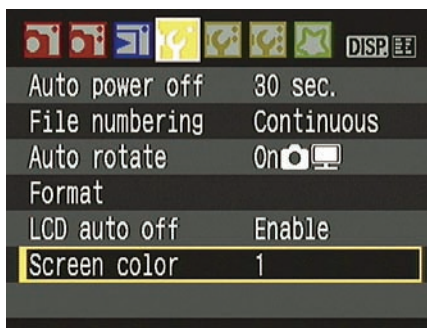 DISP.
Auto power off 30 sec.
File numbering Continuous
Auto rotate On
Format
LCD auto off Enable
Screen color 1